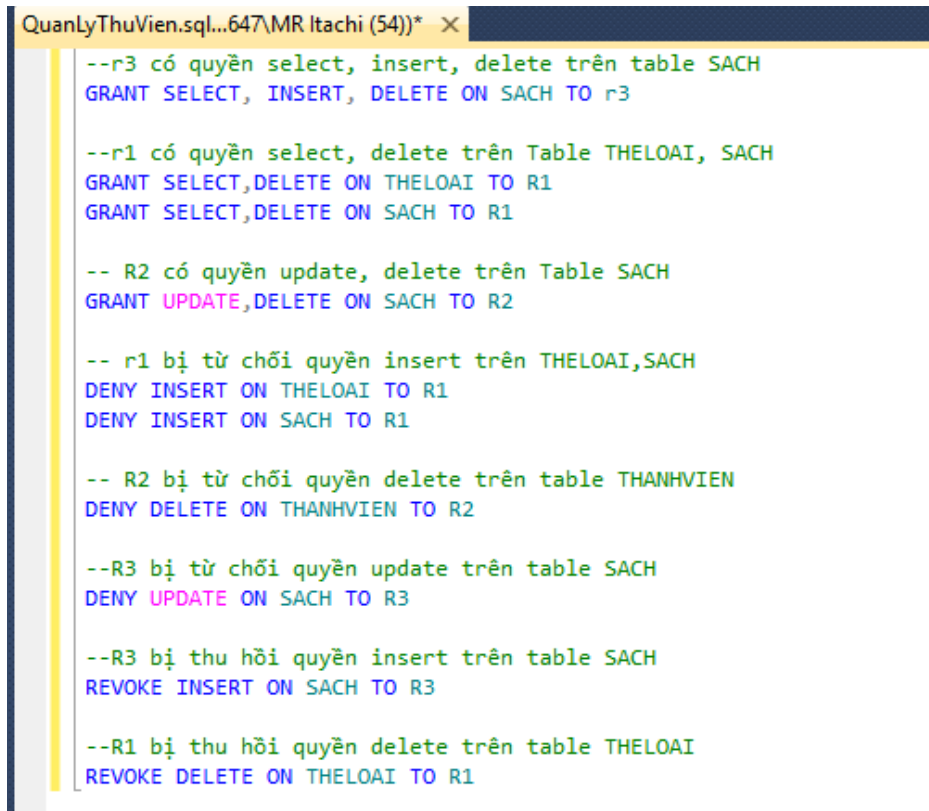 QuanLyThuVien.sql...647\MR Itachi (54))* ×
--r3 có quyền select, insert, delete trên table SACH
GRANT SELECT, INSERT, DELETE ON SACH TO r3
--r1 có quyền select, delete trên Table THELOAI, SACH
GRANT SELECT,DELETE ON THELOAI TO R1
GRANT SELECT,DELETE ON SACH TO R1
-- R2 có quyền update, delete trên Table SACH
GRANT UPDATE,DELETE ON SACH TO R2
-- r1 bị từ chối quyền insert trên THELOAI,SACH
DENY INSERT ON THELOAI TO R1
DENY INSERT ON SACH TO R1
-- R2 bị từ chối quyền delete trên table THANHVIEN
DENY DELETE ON THANHVIEN TO R2
--R3 bị từ chối quyền update trên table SACH
DENY UPDATE ON SACH TO R3
--R3 bị thu hồi quyền insert trên table SACH
REVOKE INSERT ON SACH TO R3
--R1 bị thu hồi quyền delete trên table THELOAI
REVOKE DELETE ON THELOAI TO R1